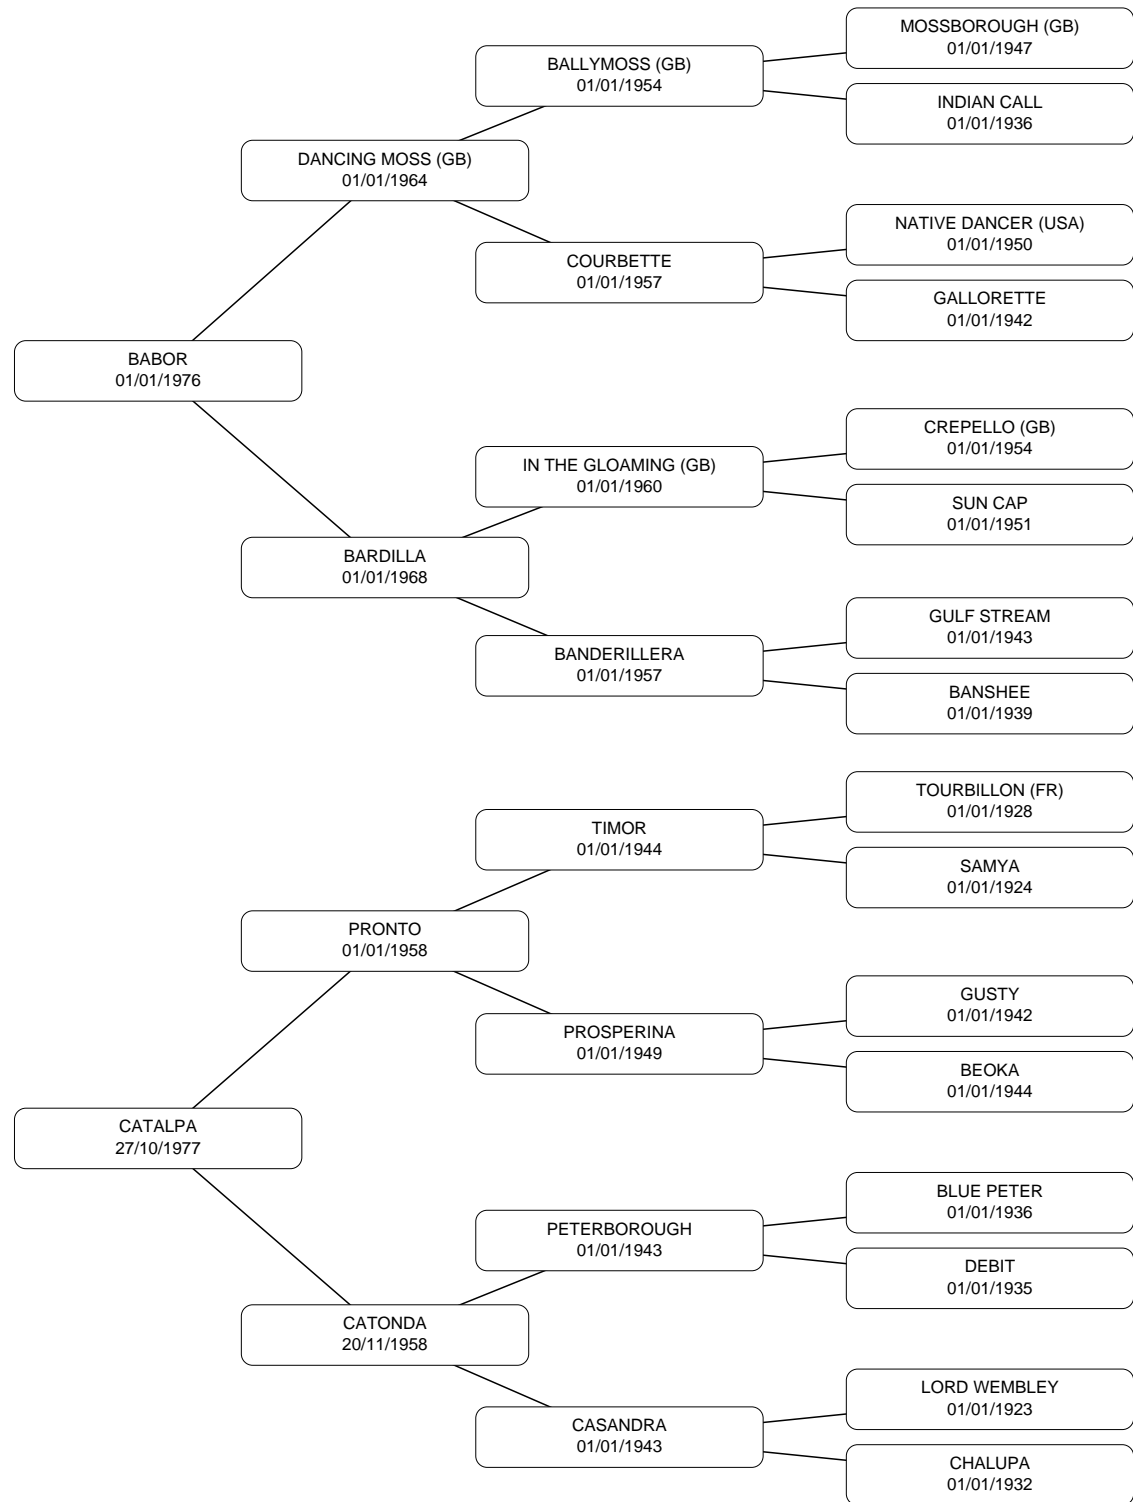 MOSSBOROUGH (GB)
01/01/1947
BALLYMOSS (GB)
01/01/1954
INDIAN CALL
01/01/1936
DANCING MOSS (GB)
01/01/1964
NATIVE DANCER (USA)
01/01/1950
COURBETTE
01/01/1957
GALLORETTE
01/01/1942
BABOR
01/01/1976
CREPELLO (GB)
01/01/1954
IN THE GLOAMING (GB)
01/01/1960
SUN CAP
01/01/1951
BARDILLA
01/01/1968
GULF STREAM
01/01/1943
BANDERILLERA
01/01/1957
BANSHEE
01/01/1939
TOURBILLON (FR)
01/01/1928
TIMOR
01/01/1944
SAMYA
01/01/1924
PRONTO
01/01/1958
GUSTY
01/01/1942
PROSPERINA
01/01/1949
BEOKA
01/01/1944
CATALPA
27/10/1977
BLUE PETER
01/01/1936
PETERBOROUGH
01/01/1943
DEBIT
01/01/1935
CATONDA
20/11/1958
LORD WEMBLEY
01/01/1923
CASANDRA
01/01/1943
CHALUPA
01/01/1932